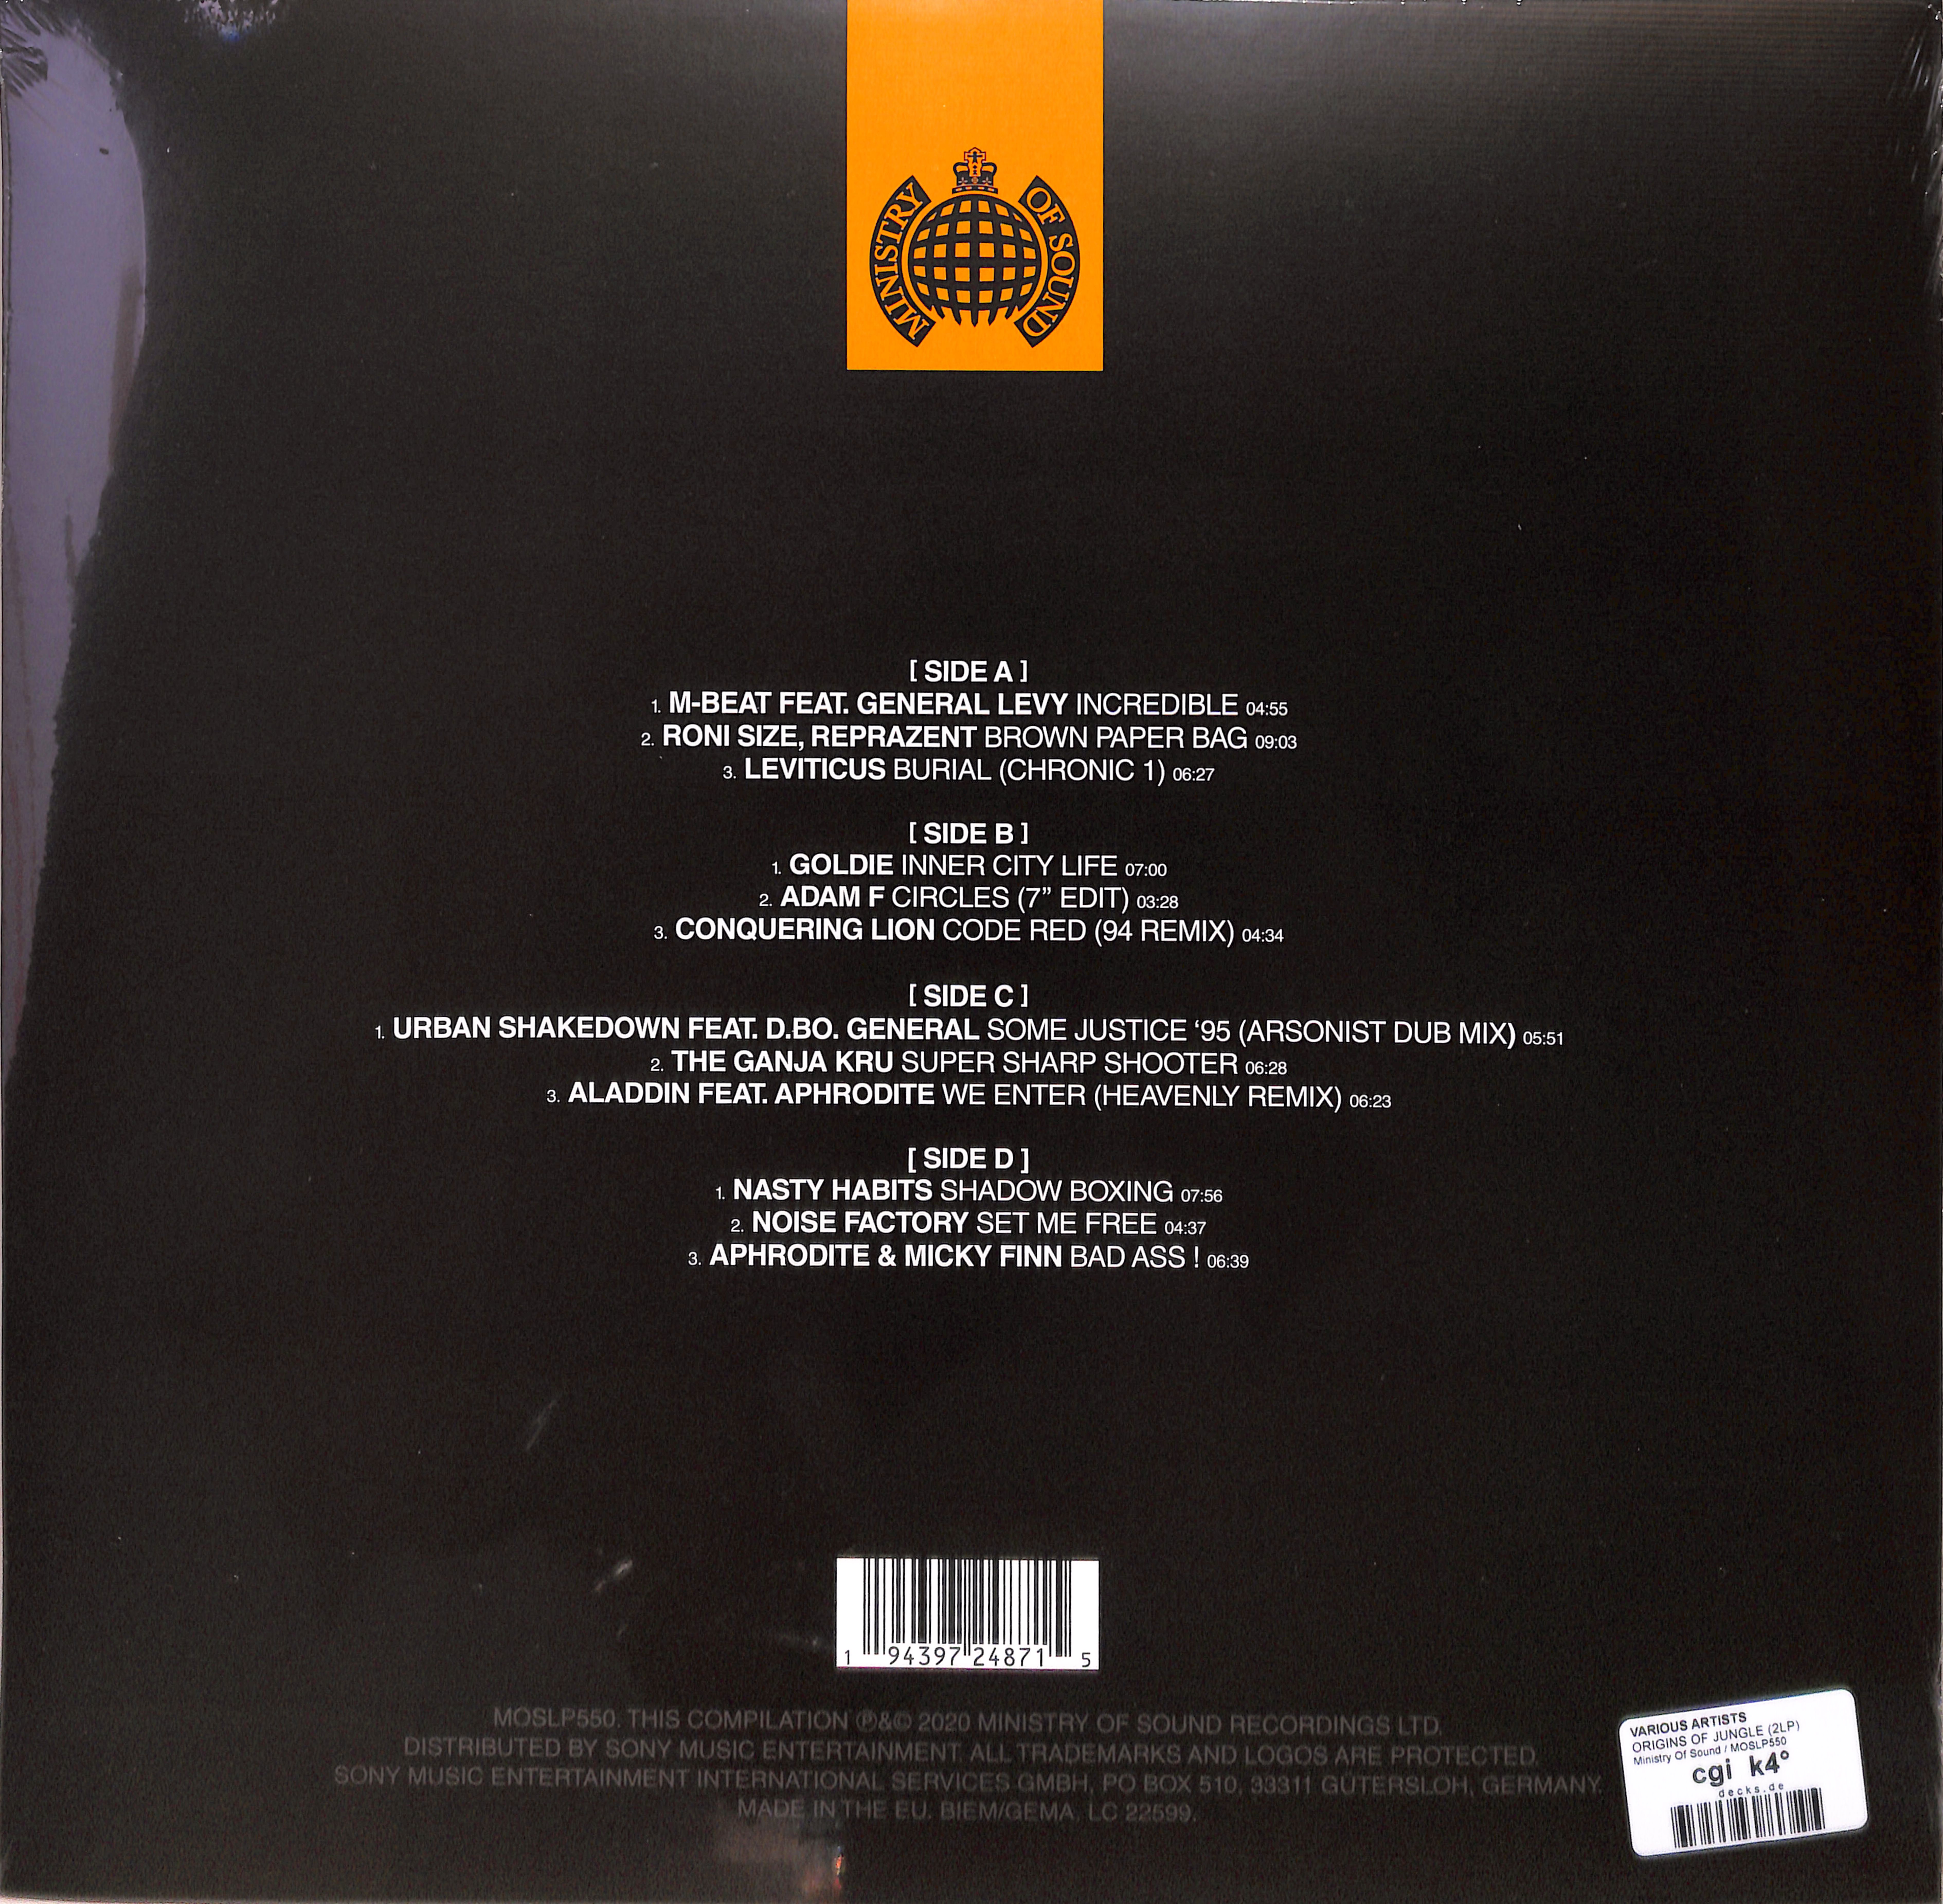 MINISTRY OF SOUND
[ SIDE A ]
1. M-BEAT FEAT. GENERAL LEVY INCREDIBLE 04:55
2. RONI SIZE, REPRAZENT BROWN PAPER BAG 09:03
3. LEVITICUS BURIAL (CHRONIC 1) 06:27
[ SIDE B ]
1. GOLDIE INNER CITY LIFE 07:00
2. ADAM F CIRCLES (7” EDIT) 03:28
3. CONQUERING LION CODE RED (94 REMIX) 04:34
[ SIDE C ]
1. URBAN SHAKEDOWN FEAT. D.BO. GENERAL SOME JUSTICE ‘95 (ARSONIST DUB MIX) 05:51
2. THE GANJA KRU SUPER SHARP SHOOTER 06:28
3. ALADDIN FEAT. APHRODITE WE ENTER (HEAVENLY REMIX) 06:23
[ SIDE D ]
1. NASTY HABITS SHADOW BOXING 07:56
2. NOISE FACTORY SET ME FREE 04:37
3. APHRODITE & MICKY FINN BAD ASS ! 06:39
1 94397 24871 5
MOSLP550. THIS COMPILATION ℗&© 2020 MINISTRY OF SOUND RECORDINGS LTD.
DISTRIBUTED BY SONY MUSIC ENTERTAINMENT. ALL TRADEMARKS AND LOGOS ARE PROTECTED.
SONY MUSIC ENTERTAINMENT INTERNATIONAL SERVICES GMBH, PO BOX 510, 33311 GÜTERSLOH, GERMANY.
MADE IN THE EU. BIEM/GEMA. LC 22599.
VARIOUS ARTISTS
ORIGINS OF JUNGLE (2LP)
Ministry Of Sound / MOSLP550
cgi k4°
decks.de